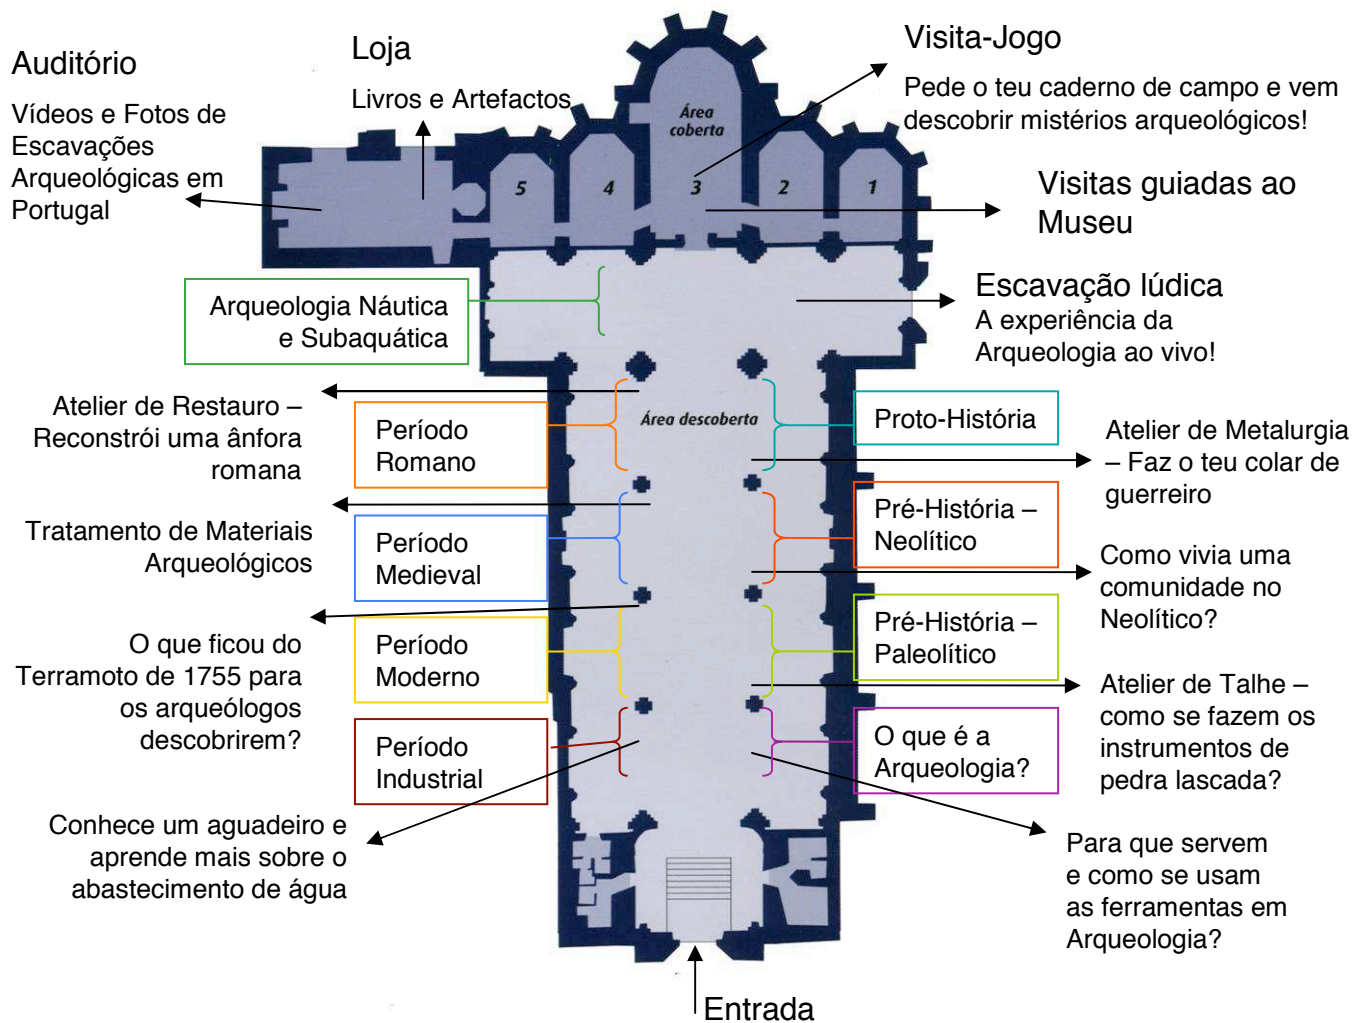 Auditório
Vídeos e Fotos de
Escavações
Arqueológicas em
Portugal
Loja
Livros e Artefactos
Visita-Jogo
Pede o teu caderno de campo e vem
descobrir mistérios arqueológicos!
Área
coberta
5
4
3
2
1
Visitas guiadas ao
Museu
Arqueologia Náutica
e Subaquática
Escavação lúdica
A experiência da
Arqueologia ao vivo!
Atelier de Restauro –
Reconstrói uma ânfora
romana
Período
Romano
Área descoberta
Proto-História
Atelier de Metalurgia
– Faz o teu colar de
guerreiro
Tratamento de Materiais
Arqueológicos
Período
Medieval
Pré-História –
Neolítico
Como vivia uma
comunidade no
Neolítico?
O que ficou do
Terramoto de 1755 para
os arqueólogos
descobrirem?
Período
Moderno
Pré-História –
Paleolítico
Atelier de Talhe –
como se fazem os
instrumentos de
pedra lascada?
Período
Industrial
O que é a
Arqueologia?
Conhece um aguadeiro e
aprende mais sobre o
abastecimento de água
Para que servem
e como se usam
as ferramentas em
Arqueologia?
Entrada